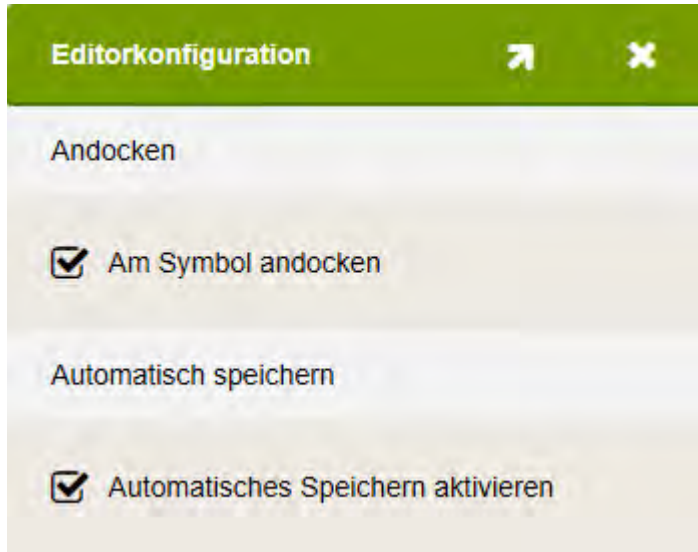 Editorkonfiguration
Andocken
Am Symbol andocken
Automatisch speichern
Automatisches Speichern aktivieren